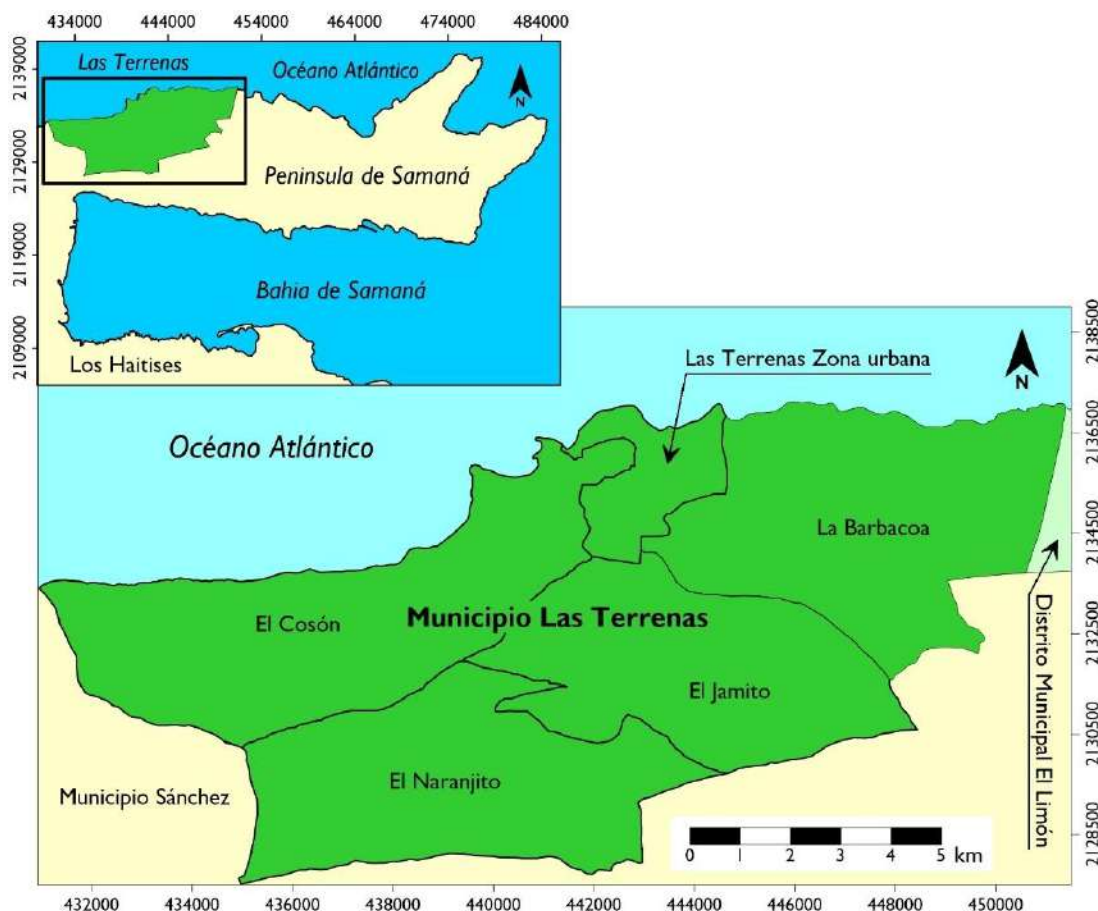 434000 444000 454000 464000 474000 484000
2139000
2129000
2119000
2109000
Las Terrenas
Océano Atlántico
N
Peninsula de Samaná
Bahia de Samaná
Los Haitises
Las Terrenas Zona urbana
N
Océano Atlántico
La Barbacoa
El Cosón
Municipio Las Terrenas
El Jamito
El Naranjito
Municipio Sánchez
Distrito Municipal El Limón
0 1 2 3 4 5 km
2138500
2136500
2134500
2132500
2130500
2128500
432000 434000 436000 438000 440000 442000 444000 446000 448000 450000